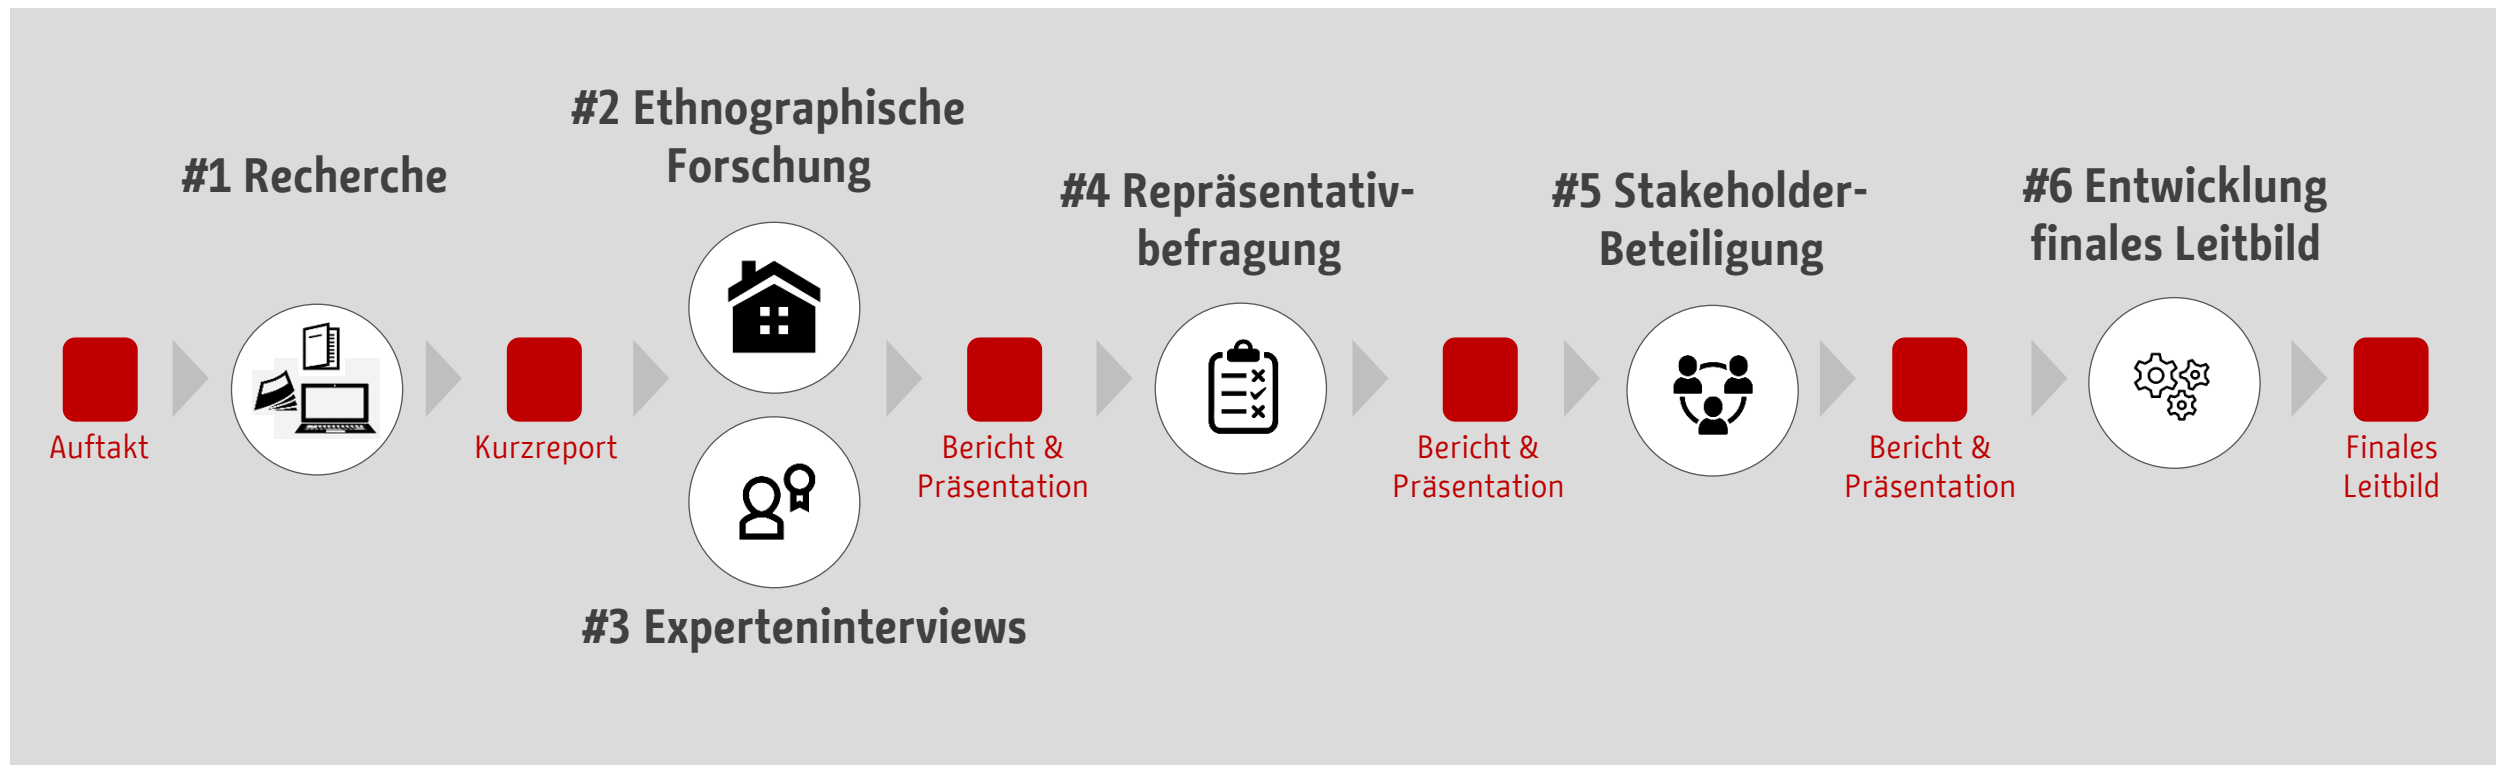 #1 Recherche
#2 Ethnographische
Forschung
#3 Experteninterviews
#4 Repräsentativ-
befragung
#5 Stakeholder-
Beteiligung
#6 Entwicklung
finales Leitbild
Auftakt
Kurzreport
Bericht &
Präsentation
Bericht &
Präsentation
Bericht &
Präsentation
Finales
Leitbild